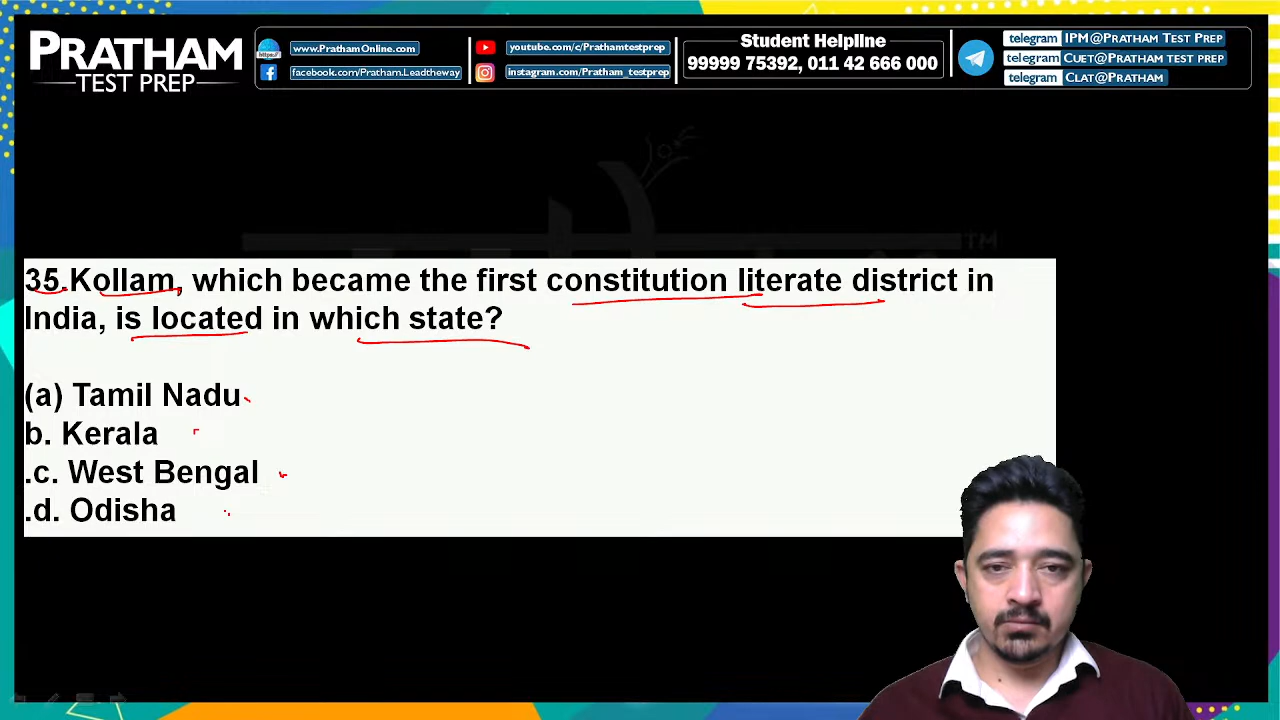 PRATHAM
TEST PREP
https://
www.PrathamOnline.com
facebook.com/Pratham.Leadtheway
youtube.com/c/Prathamtestprep
instagram.com/Pratham_testprep
Student Helpline
99999 75392, 011 42 666 000
telegram IPM@PRATHAM TEST PREP
telegram CUET@PRATHAM TEST PREP
telegram CLAT@PRATHAM
TM
35.Kollam, which became the first constitution literate district in
India, is located in which state?
(a) Tamil Nadu
b. Kerala
.c. West Bengal
.d. Odisha